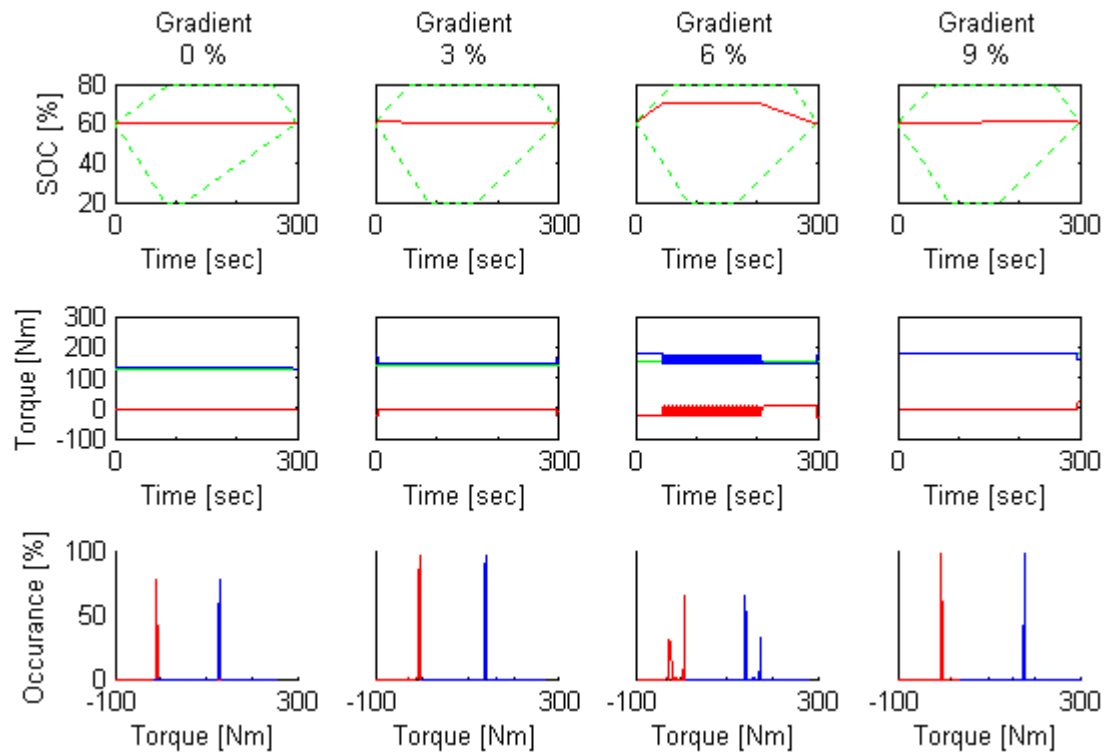 Gradient Gradient Gradient Gradient
0 % 3 % 6 % 9 %
SOC [%]
80
60
40
20
0 300 0 300 0 300 0 300
Time [sec] Time [sec] Time [sec] Time [sec]
Torque [Nm]
300
200
100
0
-100
0 300 0 300 0 300 0 300
Time [sec] Time [sec] Time [sec] Time [sec]
Occurance [%]
100
50
0
-100 300 -100 300 -100 300 -100 300
Torque [Nm] Torque [Nm] Torque [Nm] Torque [Nm]